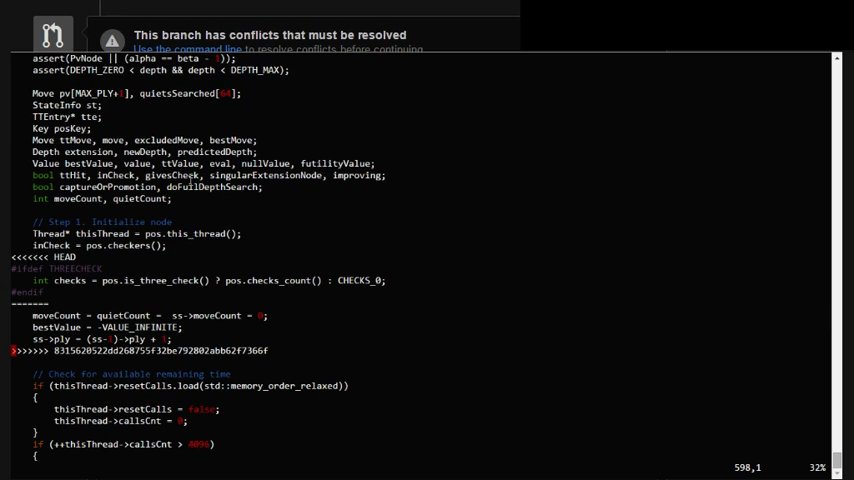 This branch has conflicts that must be resolved
Use the command line to resolve conflicts before continuing.
assert(PvNode || (alpha == beta - 1));
assert(DEPTH_ZERO < depth && depth < DEPTH_MAX);
Move pv[MAX_PLY+1], quietsSearched[64];
StateInfo st;
TTEntry* tte;
Key posKey;
Move ttMove, move, excludedMove, bestMove;
Depth extension, newDepth, predictedDepth;
Value bestValue, value, ttValue, eval, nullValue, futilityValue;
bool ttHit, inCheck, givesCheck, singularExtensionNode, improving;
bool captureOrPromotion, doFullDepthSearch;
int moveCount, quietCount;
// Step 1. Initialize node
Thread* thisThread = pos.this_thread();
inCheck = pos.checkers();
<<<<<<< HEAD
#ifdef THREECHECK
int checks = pos.is_three_check() ? pos.checks_count() : CHECKS_0;
#endif
=======
moveCount = quietCount =  ss->moveCount = 0;
bestValue = -VALUE_INFINITE;
ss->ply = (ss-1)->ply + 1;
>>>>>>> 8315620522dd268755f32be792802abb62f7366f
// Check for available remaining time
if (thisThread->resetCalls.load(std::memory_order_relaxed))
{
thisThread->resetCalls = false;
thisThread->callsCnt = 0;
}
if (++thisThread->callsCnt > 4096)
{
598,1 32%